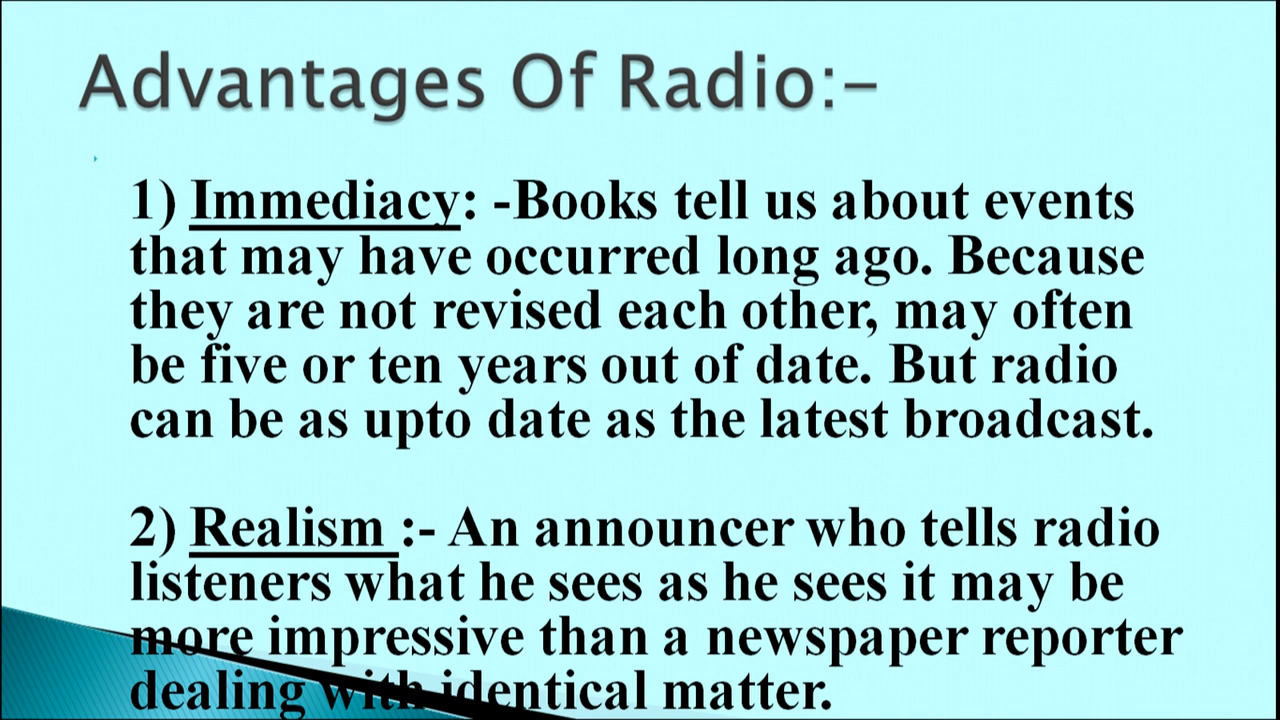 Advantages Of Radio:-
1) Immediacy: -Books tell us about events
that may have occurred long ago. Because
they are not revised each other, may often
be five or ten years out of date. But radio
can be as upto date as the latest broadcast.
2) Realism :- An announcer who tells radio
listeners what he sees as he sees it may be
more impressive than a newspaper reporter
dealing with identical matter.